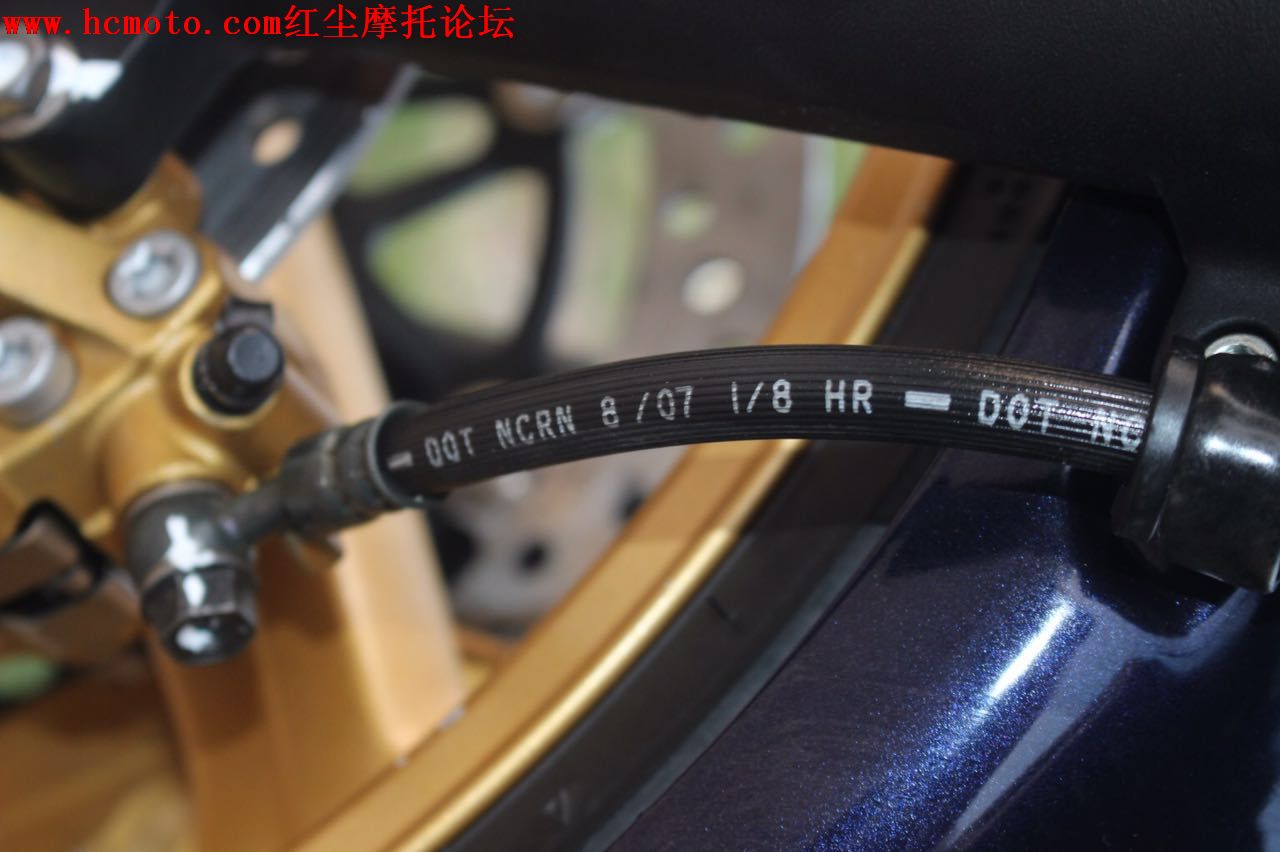 www.hcmoto.com红尘摩托论坛
DOT NCRN 8/07 1/8 HR — DOT NC